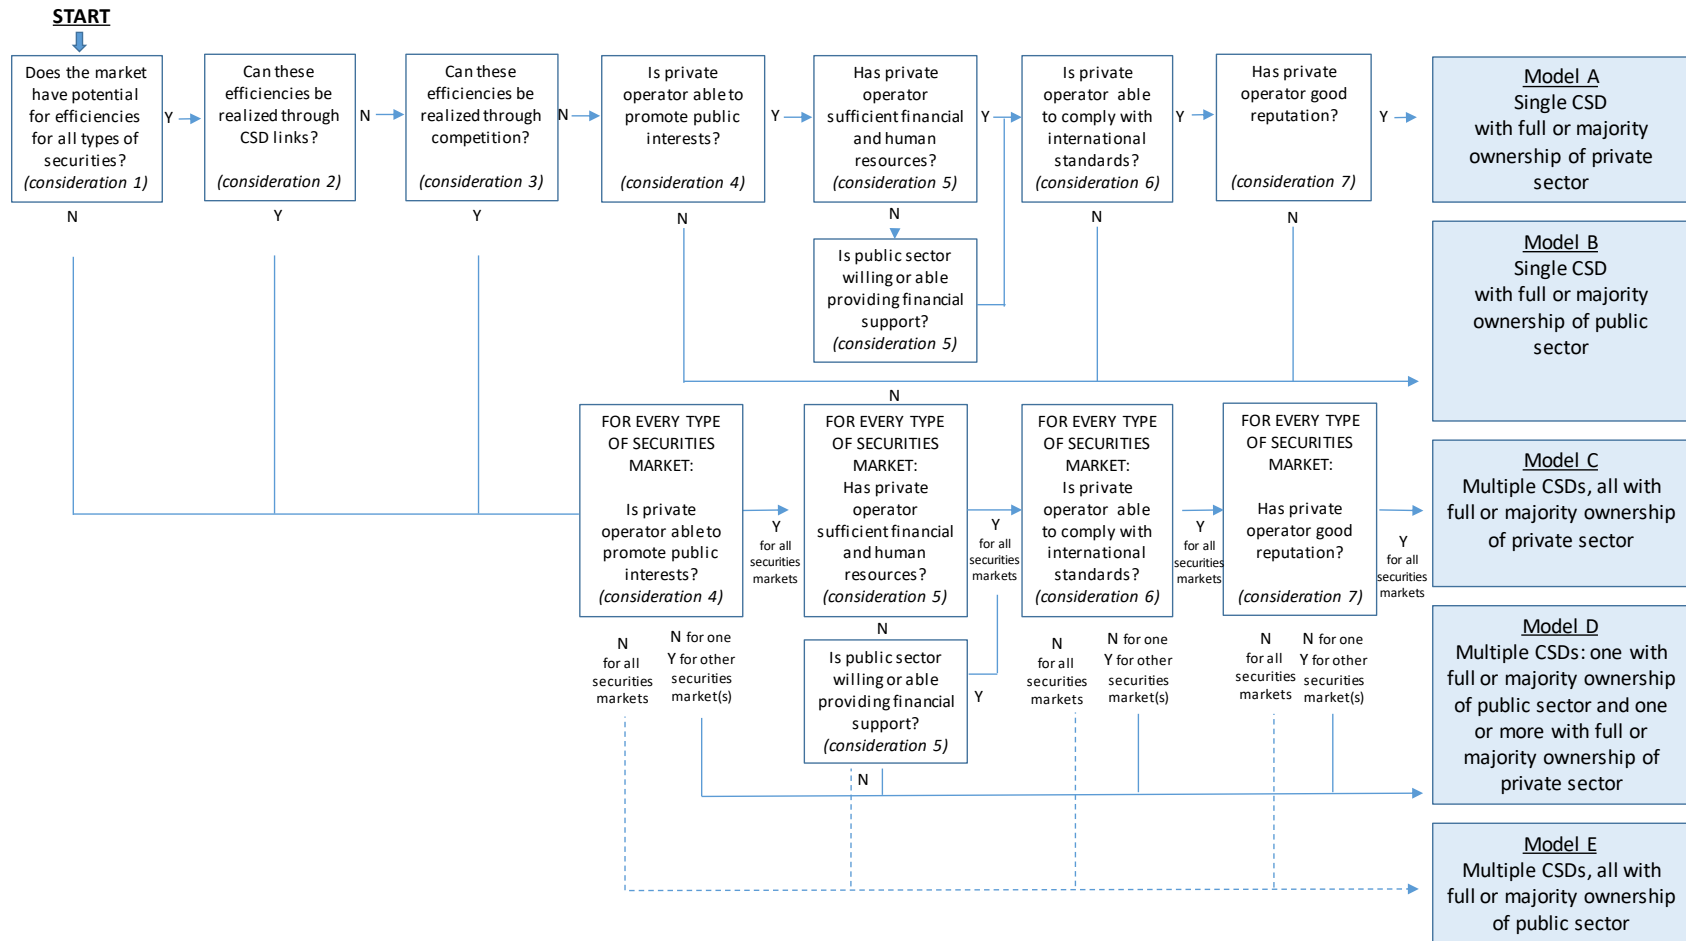 START
Does the market
have potential
for efficiencies
for all types of
securities?
(consideration 1)
Y
N
Can these
efficiencies be
realized through
CSD links?
(consideration 2)
N
Y
Can these
efficiencies be
realized through
competition?
(consideration 3)
N
Y
Is private
operator able to
promote public
interests?
(consideration 4)
Y
N
Has private
operator
sufficient financial
and human
resources?
(consideration 5)
Y
N
Is public sector
willing or able
providing financial
support?
(consideration 5)
N
Is private
operator able
to comply with
international
standards?
(consideration 6)
Y
N
Has private
operator good
reputation?
(consideration 7)
Y
N
Model A
Single CSD
with full or majority
ownership of private
sector
Model B
Single CSD
with full or majority
ownership of public
sector
FOR EVERY TYPE
OF SECURITIES
MARKET:
Is private
operator able to
promote public
interests?
(consideration 4)
Y
for all
securities
markets
N
for all
securities
markets
N for one
Y for other
securities
market(s)
FOR EVERY TYPE
OF SECURITIES
MARKET:
Has private
operator
sufficient financial
and human
resources?
(consideration 5)
Y
for all
securities
markets
N
Is public sector
willing or able
providing financial
support?
(consideration 5)
Y
N
FOR EVERY TYPE
OF SECURITIES
MARKET:
Is private
operator able
to comply with
international
standards?
(consideration 6)
Y
for all
securities
markets
N
for all
securities
markets
N for one
Y for other
securities
market(s)
FOR EVERY TYPE
OF SECURITIES
MARKET:
Has private
operator good
reputation?
(consideration 7)
Y
for all
securities
markets
N
for all
securities
markets
N for one
Y for other
securities
market(s)
Model C
Multiple CSDs, all with
full or majority ownership
of private sector
Model D
Multiple CSDs: one with
full or majority ownership
of public sector and one
or more with full or
majority ownership of
private sector
Model E
Multiple CSDs, all with
full or majority ownership
of public sector